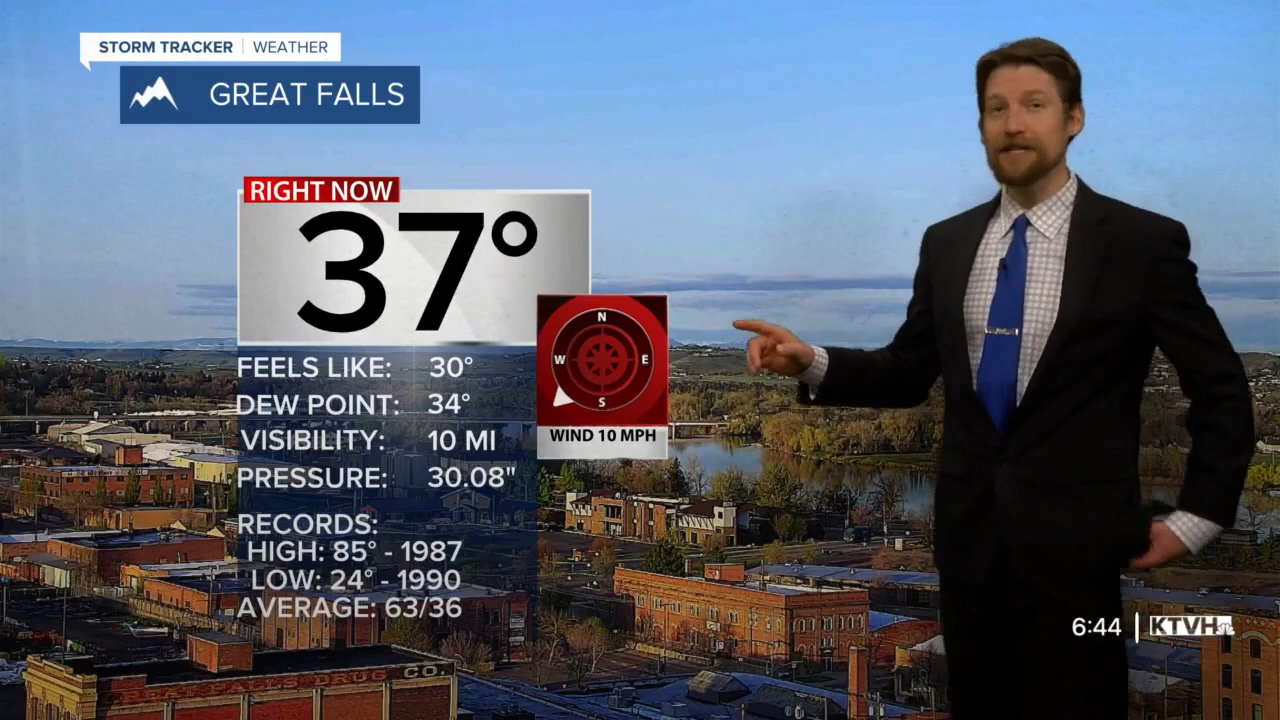 STORM TRACKER | WEATHER
GREAT FALLS
RIGHT NOW
37°
N
W E
S
WIND 10 MPH
FEELS LIKE: 30°
DEW POINT: 34°
VISIBILITY: 10 MI
PRESSURE: 30.08"
RECORDS:
HIGH: 85° - 1987
LOW: 24° - 1990
AVERAGE: 63/36
DRUG CO.
6:44 | KTVH